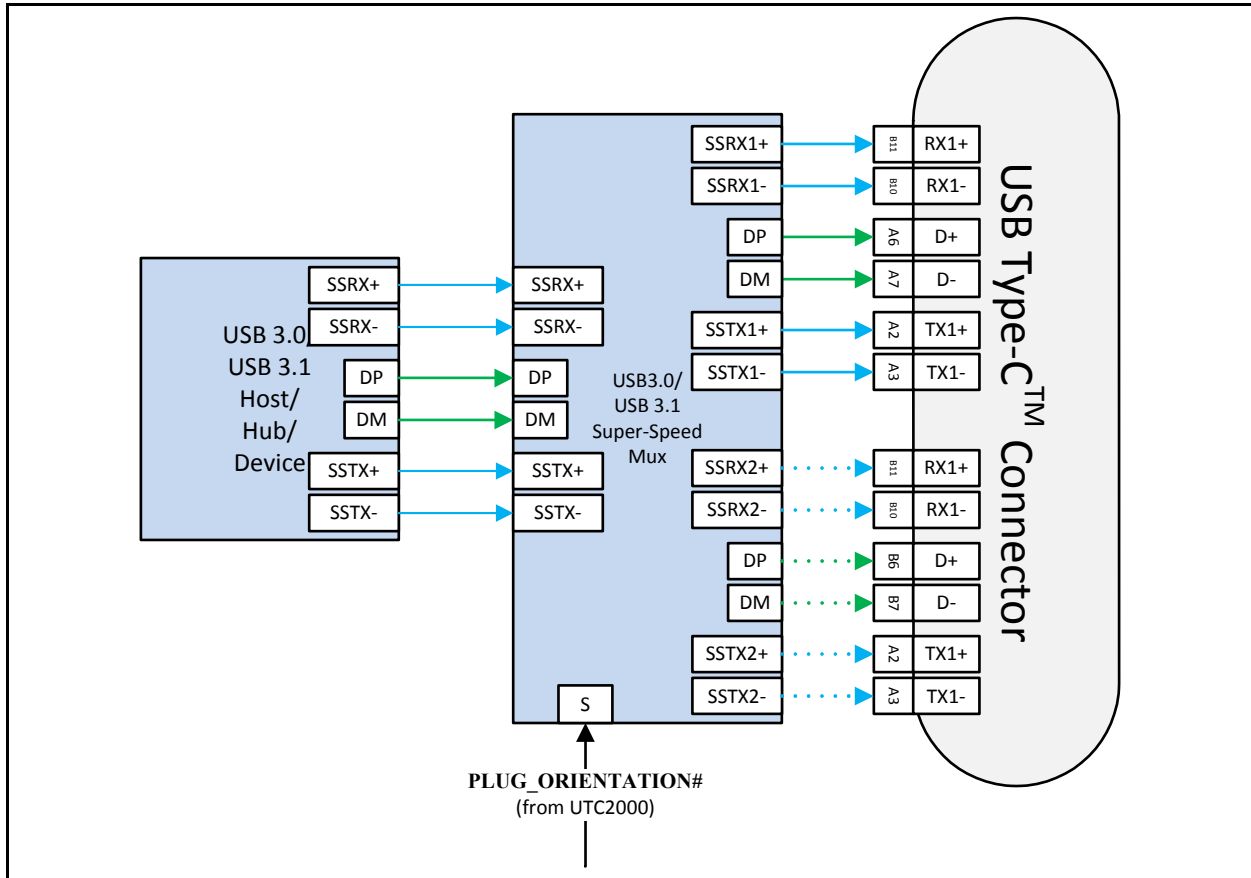 SSRX+
SSRX-
USB 3.0/
USB 3.1
Host/
Hub/
Device
DP
DM
SSTX+
SSTX-
SSRX+
SSRX-
DP
DM
SSTX+
SSTX-
USB3.0/
USB 3.1
Super-Speed
Mux
S
SSRX1+
SSRX1-
DP
DM
SSTX1+
SSTX1-
SSRX2+
SSRX2-
DP
DM
SSTX2+
SSTX2-
B11 RX1+
B10 RX1-
A6 D+
A7 D-
A2 TX1+
A3 TX1-
B11 RX1+
B10 RX1-
B6 D+
B7 D-
A2 TX1+
A3 TX1-
USB Type-C™ Connector
PLUG_ORIENTATION#
(from UTC2000)